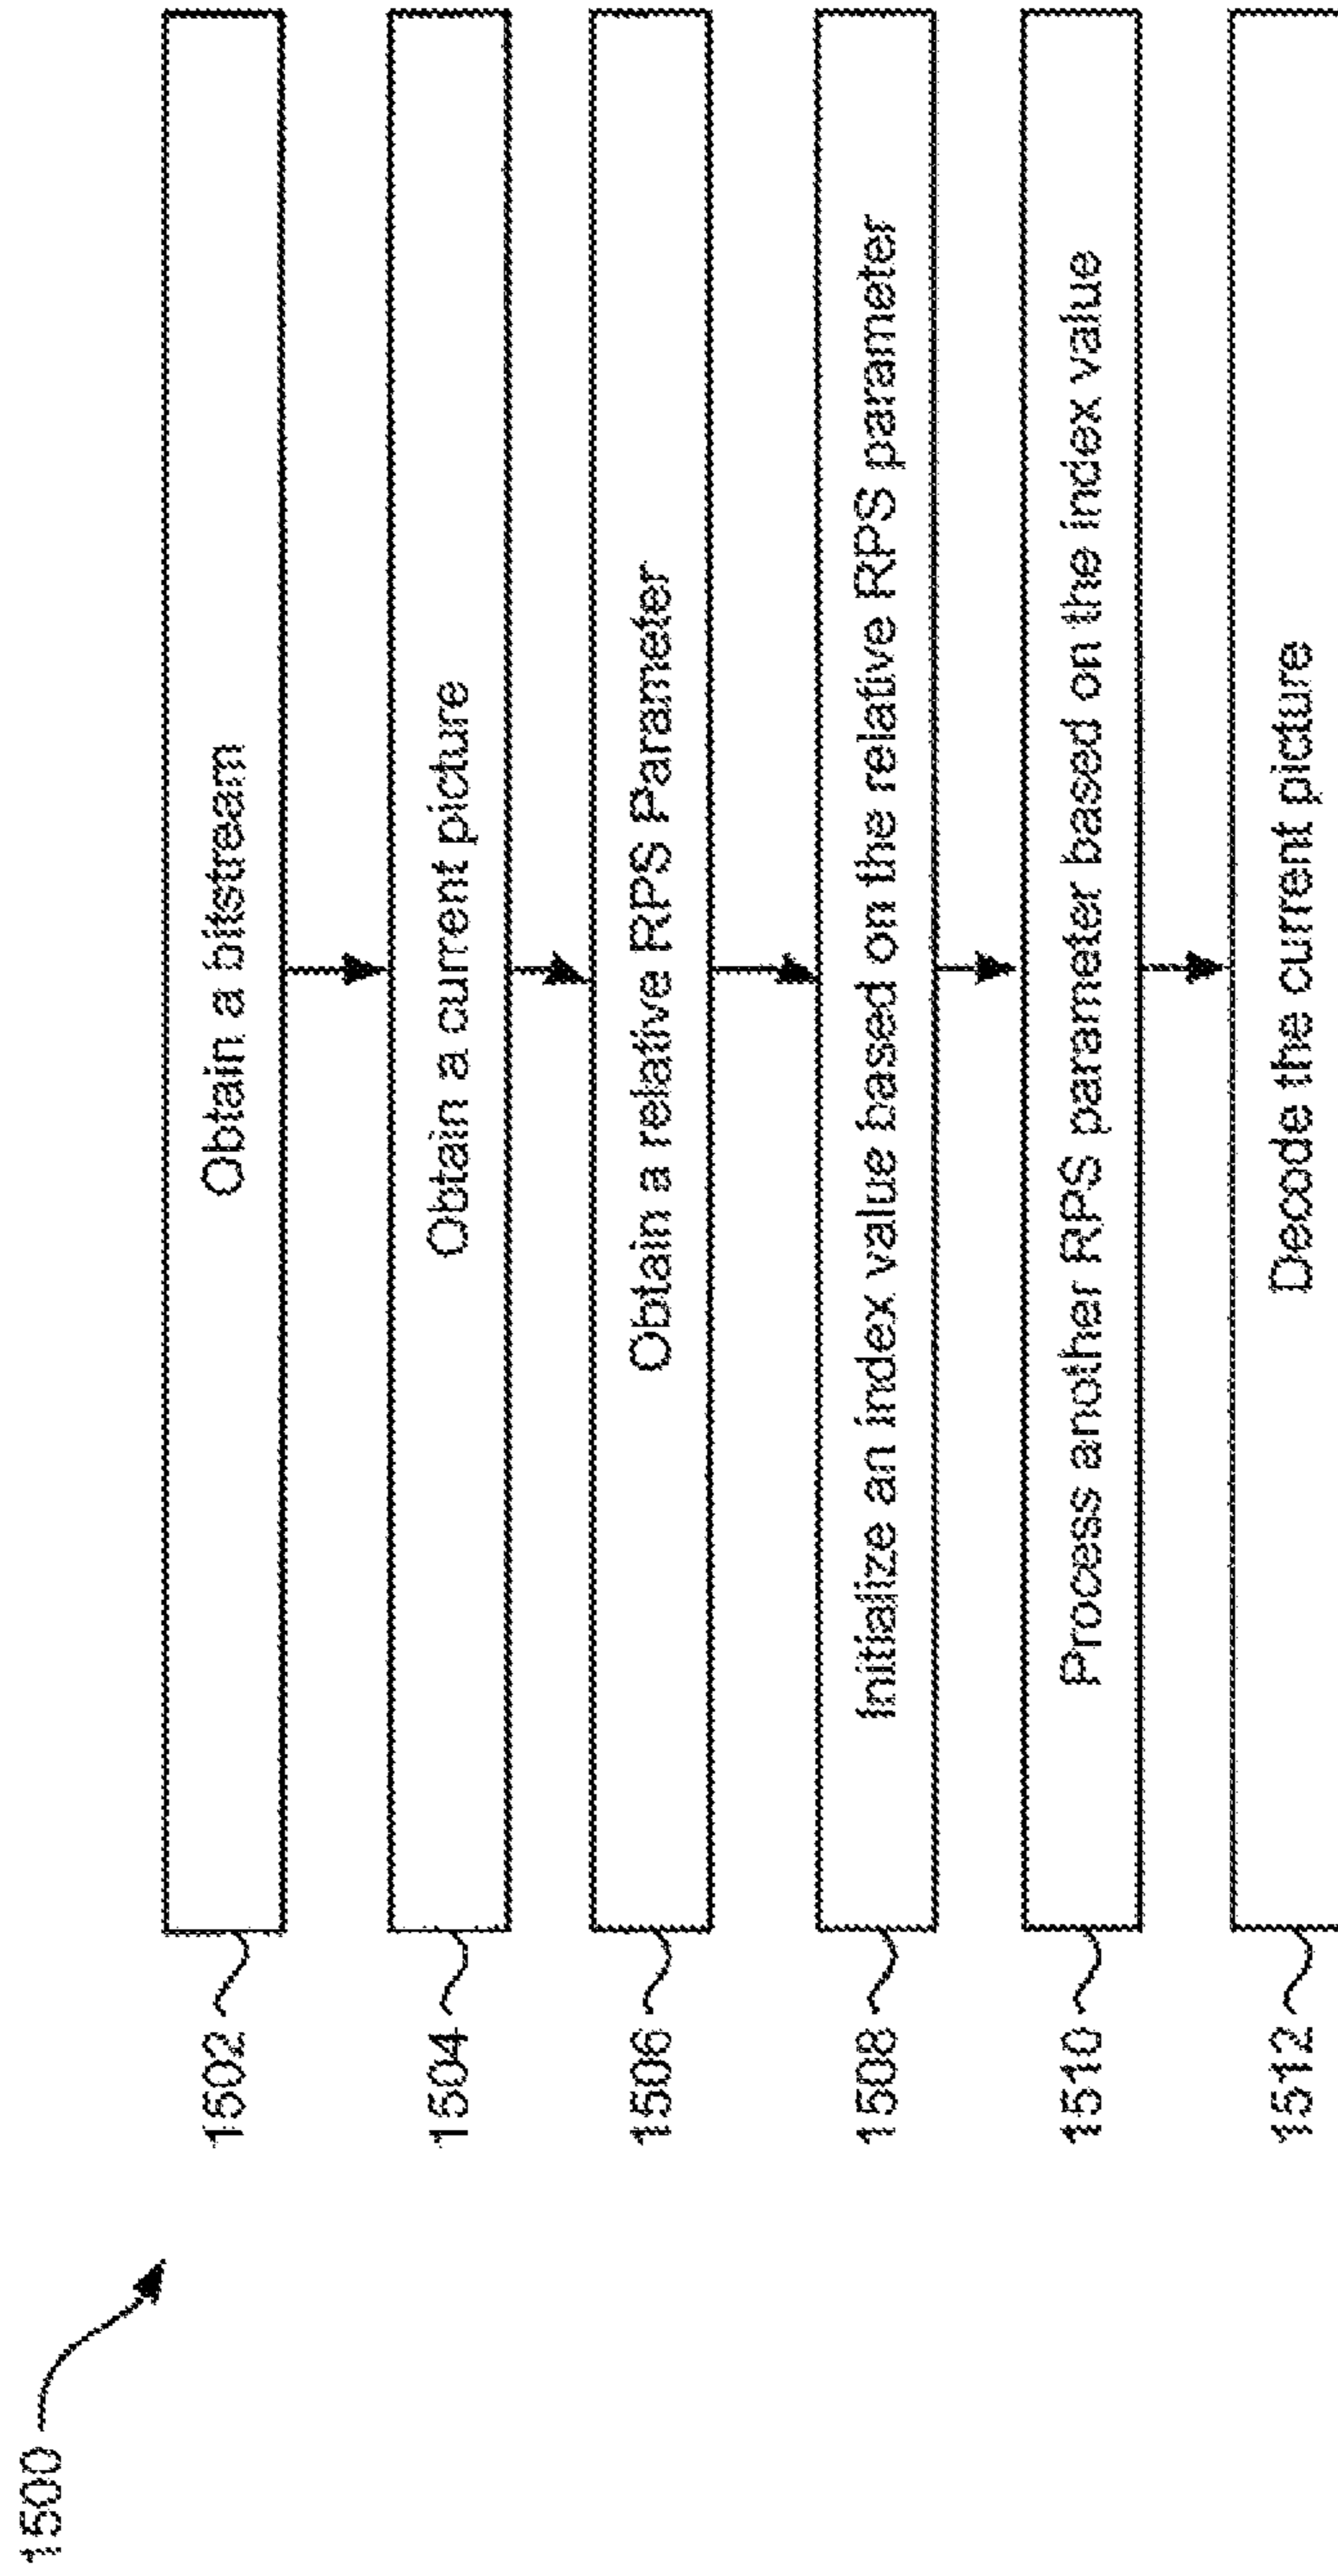 1500
1502
Obtain a bitstream
1504
Obtain a current picture
1506
Obtain a relative RPS Parameter
1508
Initialize an index value based on the relative RPS parameter
1510
Process another RPS parameter based on the index value
1512
Decode the current picture